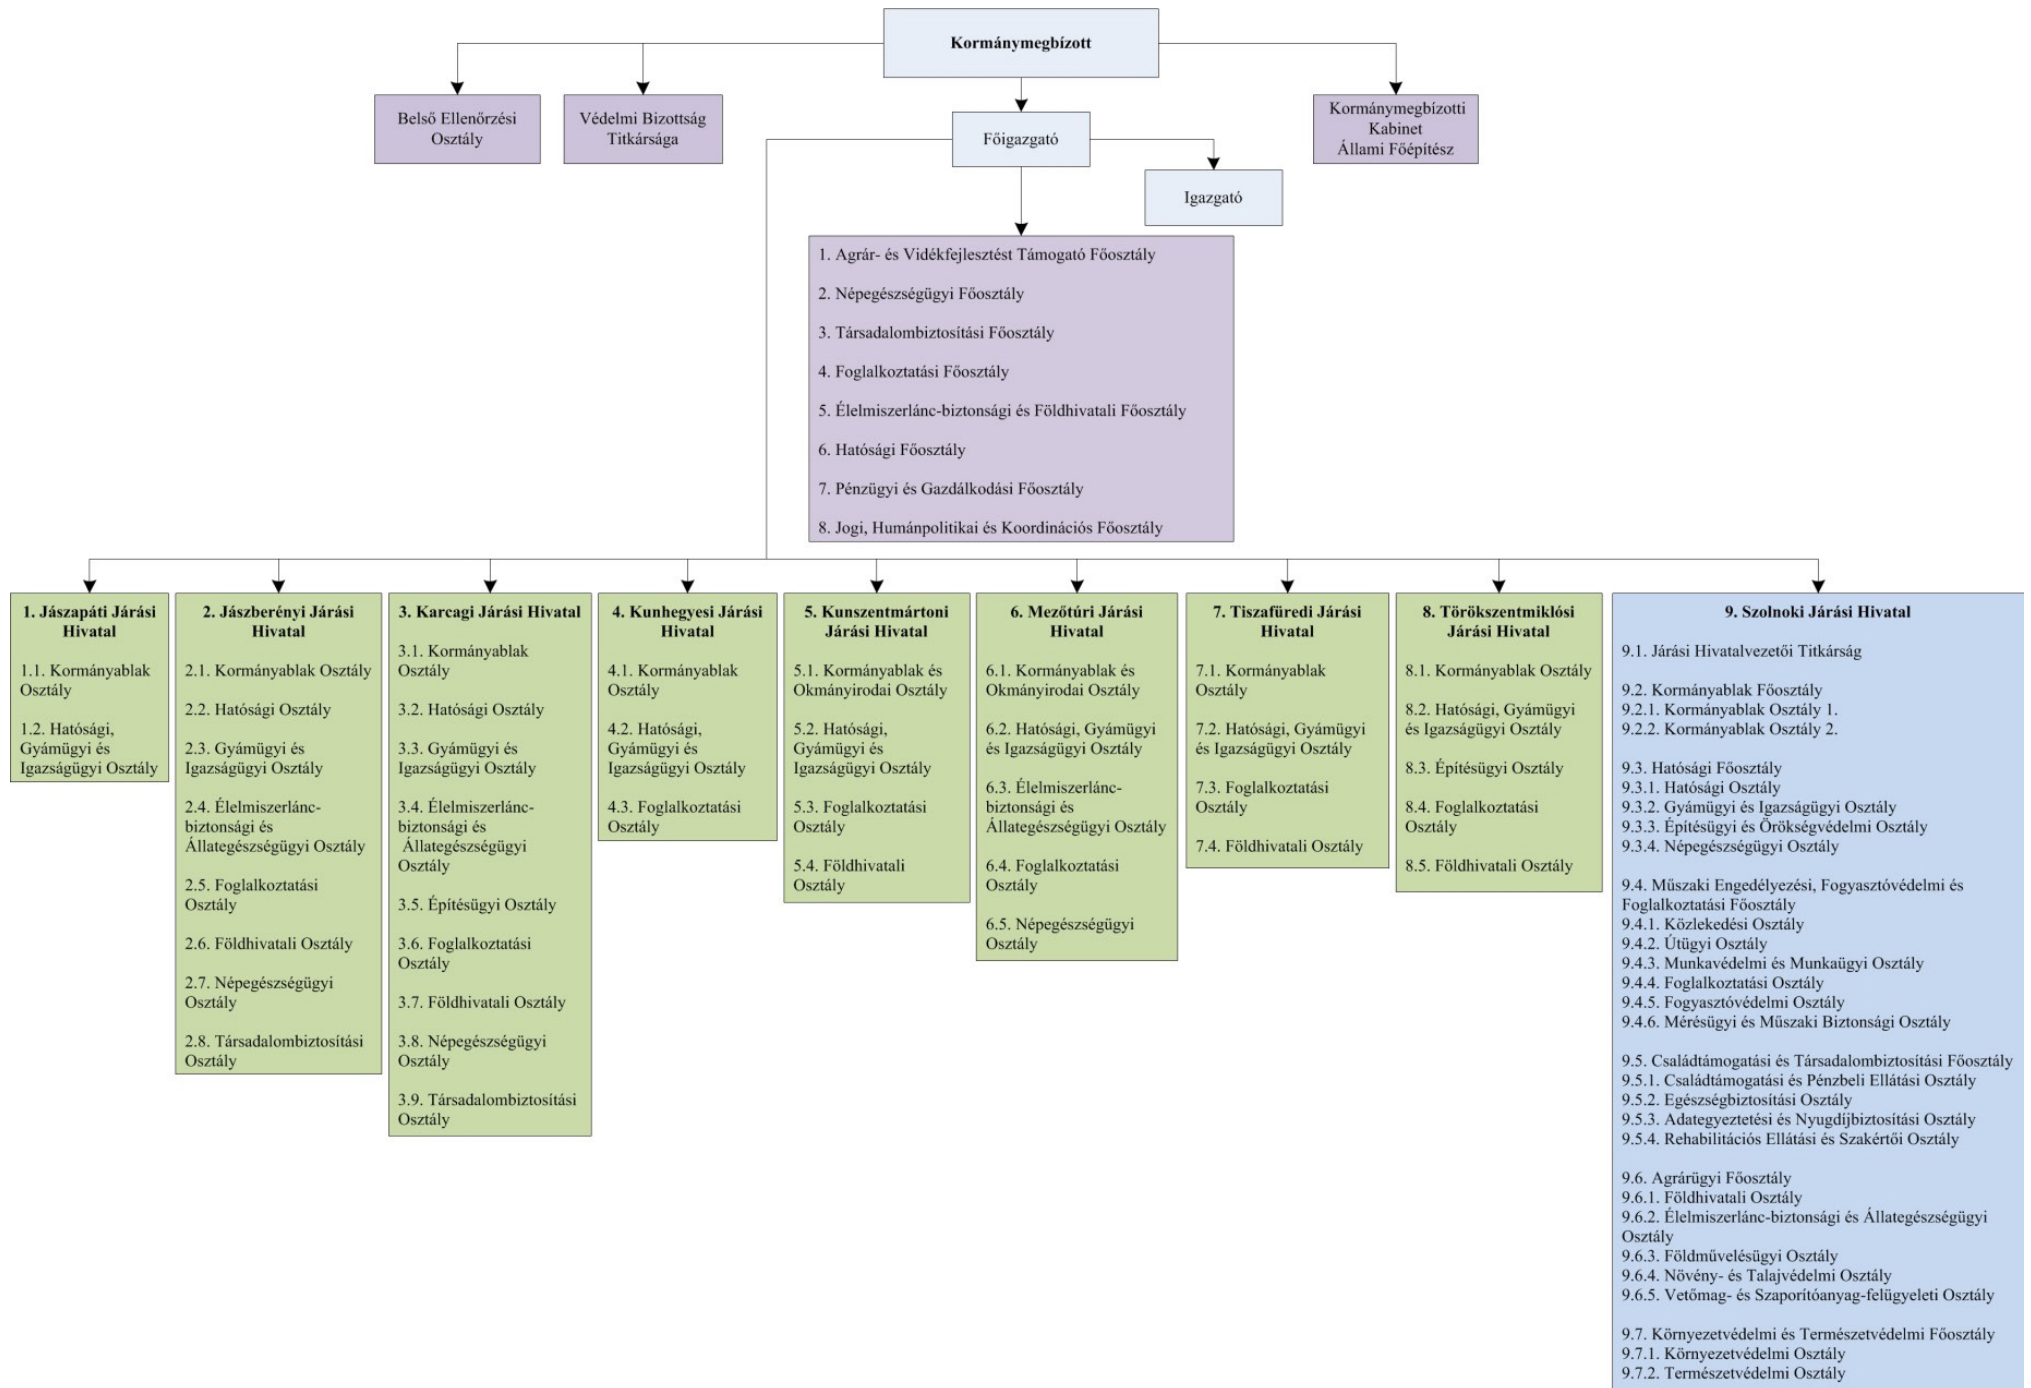 Kormánymegbízott
Belső Ellenőrzési
Osztály
Védelmi Bizottság
Titkársága
Kormánymegbízotti
Kabinet
Állami Főépítész
Főigazgató
Igazgató
1. Agrár- és Vidékfejlesztést Támogató Főosztály
2. Népegészségügyi Főosztály
3. Társadalombiztosítási Főosztály
4. Foglalkoztatási Főosztály
5. Élelmiszerlánc-biztonsági és Földhivatali Főosztály
6. Hatósági Főosztály
7. Pénzügyi és Gazdálkodási Főosztály
8. Jogi, Humánpolitikai és Koordinációs Főosztály
1. Jászapáti Járási
Hivatal
1.1. Kormányablak
Osztály
1.2. Hatósági,
Gyámügyi és
Igazságügyi Osztály
2. Jászberényi Járási
Hivatal
2.1. Kormányablak Osztály
2.2. Hatósági Osztály
2.3. Gyámügyi és
Igazságügyi Osztály
2.4. Élelmiszerlánc-
biztonsági és
Állategészségügyi Osztály
2.5. Foglalkoztatási
Osztály
2.6. Földhivatali Osztály
2.7. Népegészségügyi
Osztály
2.8. Társadalombiztosítási
Osztály
3. Karcagi Járási Hivatal
3.1. Kormányablak
Osztály
3.2. Hatósági Osztály
3.3. Gyámügyi és
Igazságügyi Osztály
3.4. Élelmiszerlánc-
biztonsági és
Állategészségügyi
Osztály
3.5. Építésügyi Osztály
3.6. Foglalkoztatási
Osztály
3.7. Földhivatali Osztály
3.8. Népegészségügyi
Osztály
3.9. Társadalombiztosítási
Osztály
4. Kunhegyesi Járási
Hivatal
4.1. Kormányablak
Osztály
4.2. Hatósági,
Gyámügyi és
Igazságügyi Osztály
4.3. Foglalkoztatási
Osztály
5. Kunszentmártoni
Járási Hivatal
5.1. Kormányablak és
Okmányirodai Osztály
5.2. Hatósági,
Gyámügyi és
Igazságügyi Osztály
5.3. Foglalkoztatási
Osztály
5.4. Földhivatali
Osztály
6. Mezőtúri Járási
Hivatal
6.1. Kormányablak és
Okmányirodai Osztály
6.2. Hatósági, Gyámügyi
és Igazságügyi Osztály
6.3. Élelmiszerlánc-
biztonsági és
Állategészségügyi Osztály
6.4. Foglalkoztatási
Osztály
6.5. Népegészségügyi
Osztály
7. Tiszafüredi Járási
Hivatal
7.1. Kormányablak
Osztály
7.2. Hatósági, Gyámügyi
és Igazságügyi Osztály
7.3. Foglalkoztatási
Osztály
7.4. Földhivatali Osztály
8. Törökszentmiklósi
Járási Hivatal
8.1. Kormányablak Osztály
8.2. Hatósági, Gyámügyi
és Igazságügyi Osztály
8.3. Építésügyi Osztály
8.4. Foglalkoztatási
Osztály
8.5. Földhivatali Osztály
9. Szolnoki Járási Hivatal
9.1. Járási Hivatalvezetői Titkárság
9.2. Kormányablak Főosztály
9.2.1. Kormányablak Osztály 1.
9.2.2. Kormányablak Osztály 2.
9.3. Hatósági Főosztály
9.3.1. Hatósági Osztály
9.3.2. Gyámügyi és Igazságügyi Osztály
9.3.3. Építésügyi és Örökségvédelmi Osztály
9.3.4. Népegészségügyi Osztály
9.4. Műszaki Engedélyezési, Fogyasztóvédelmi és
Foglalkoztatási Főosztály
9.4.1. Közlekedési Osztály
9.4.2. Útügyi Osztály
9.4.3. Munkavédelmi és Munkaügyi Osztály
9.4.4. Foglalkoztatási Osztály
9.4.5. Fogyasztóvédelmi Osztály
9.4.6. Mérésügyi és Műszaki Biztonsági Osztály
9.5. Családtámogatási és Társadalombiztosítási Főosztály
9.5.1. Családtámogatási és Pénzbeli Ellátási Osztály
9.5.2. Egészségbiztosítási Osztály
9.5.3. Adategyeztetési és Nyugdíjbiztosítási Osztály
9.5.4. Rehabilitációs Ellátási és Szakértői Osztály
9.6. Agrárügyi Főosztály
9.6.1. Földhivatali Osztály
9.6.2. Élelmiszerlánc-biztonsági és Állategészségügyi
Osztály
9.6.3. Földművelésügyi Osztály
9.6.4. Növény- és Talajvédelmi Osztály
9.6.5. Vetőmag- és Szaporítóanyag-felügyeleti Osztály
9.7. Környezetvédelmi és Természetvédelmi Főosztály
9.7.1. Környezetvédelmi Osztály
9.7.2. Természetvédelmi Osztály